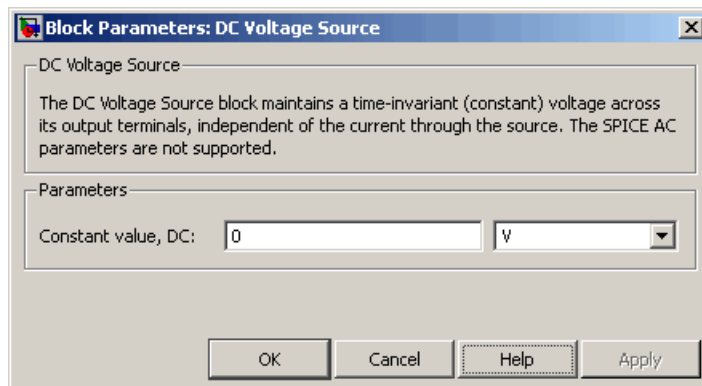 Block Parameters: DC Voltage Source
DC Voltage Source
The DC Voltage Source block maintains a time-invariant (constant) voltage across
its output terminals, independent of the current through the source. The SPICE AC
parameters are not supported.
Parameters
Constant value, DC: 0 V
OK Cancel Help Apply